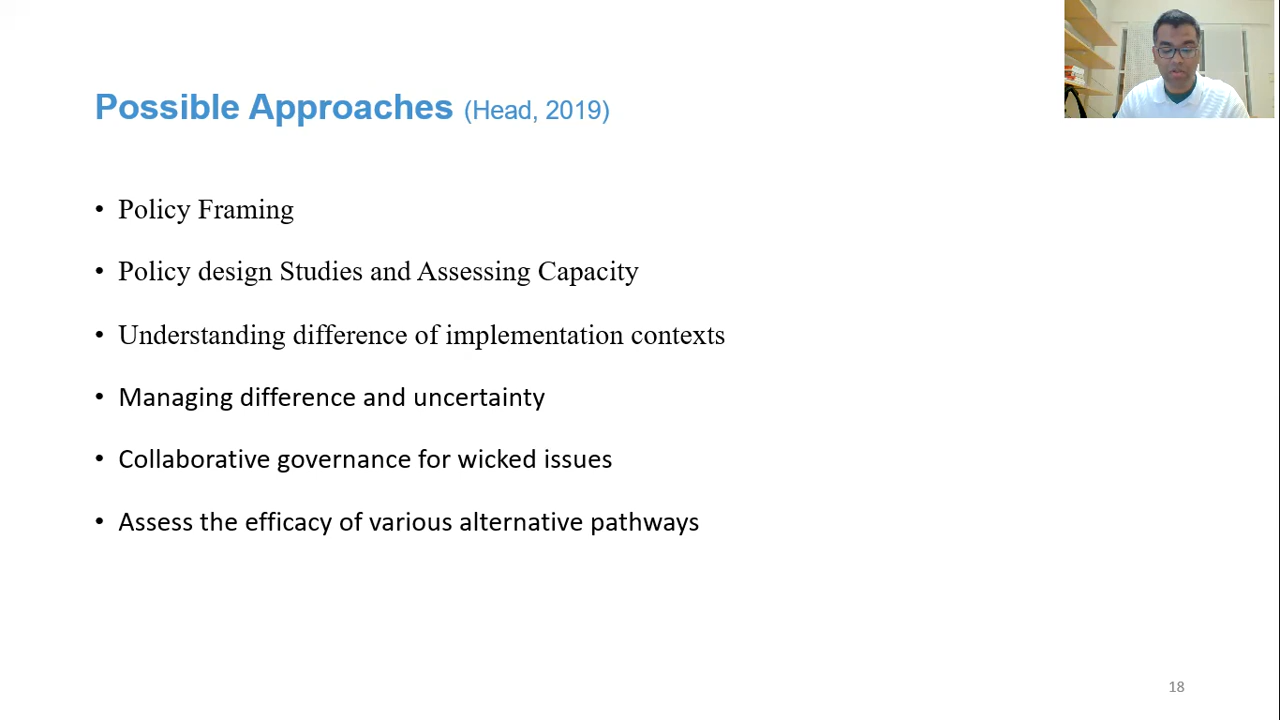 Possible Approaches (Head, 2019)
• Policy Framing
• Policy design Studies and Assessing Capacity
• Understanding difference of implementation contexts
• Managing difference and uncertainty
• Collaborative governance for wicked issues
• Assess the efficacy of various alternative pathways
18